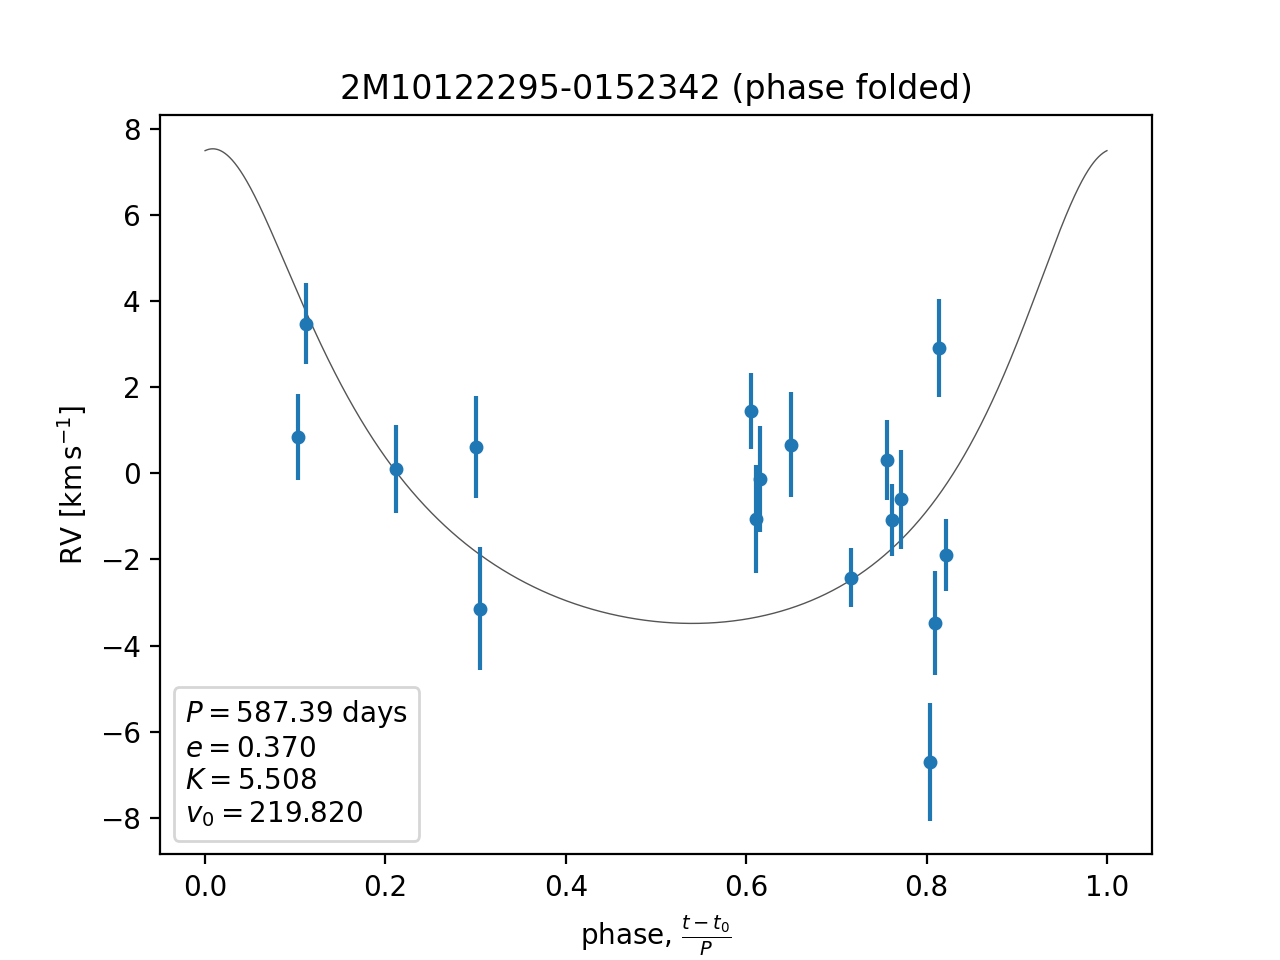 2M10122295-0152342 (phase folded)
RV [km s⁻¹]
8
6
4
2
0
−2
−4
−6
−8
P = 587.39 days
e = 0.370
K = 5.508
v₀ = 219.820
0.0 0.2 0.4 0.6 0.8 1.0
phase, (t − t₀)/P